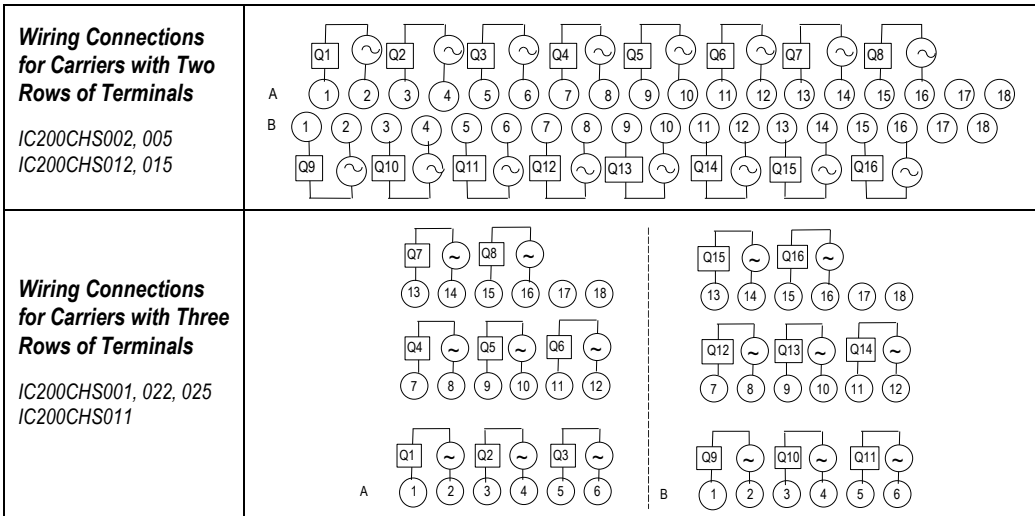 Wiring Connections
for Carriers with Two
Rows of Terminals
IC200CHS002, 005
IC200CHS012, 015
Q1 Q2 Q3 Q4 Q5 Q6 Q7 Q8
A 1 2 3 4 5 6 7 8 9 10 11 12 13 14 15 16 17 18
B 1 2 3 4 5 6 7 8 9 10 11 12 13 14 15 16 17 18
Q9 Q10 Q11 Q12 Q13 Q14 Q15 Q16
Wiring Connections
for Carriers with Three
Rows of Terminals
IC200CHS001, 022, 025
IC200CHS011
Q7 ~ Q8 ~
13 14 15 16 17 18
Q4 ~ Q5 ~ Q6 ~
7 8 9 10 11 12
Q1 ~ Q2 ~ Q3 ~
A 1 2 3 4 5 6
Q15 ~ Q16 ~
13 14 15 16 17 18
Q12 ~ Q13 ~ Q14 ~
7 8 9 10 11 12
Q9 ~ Q10 ~ Q11 ~
B 1 2 3 4 5 6